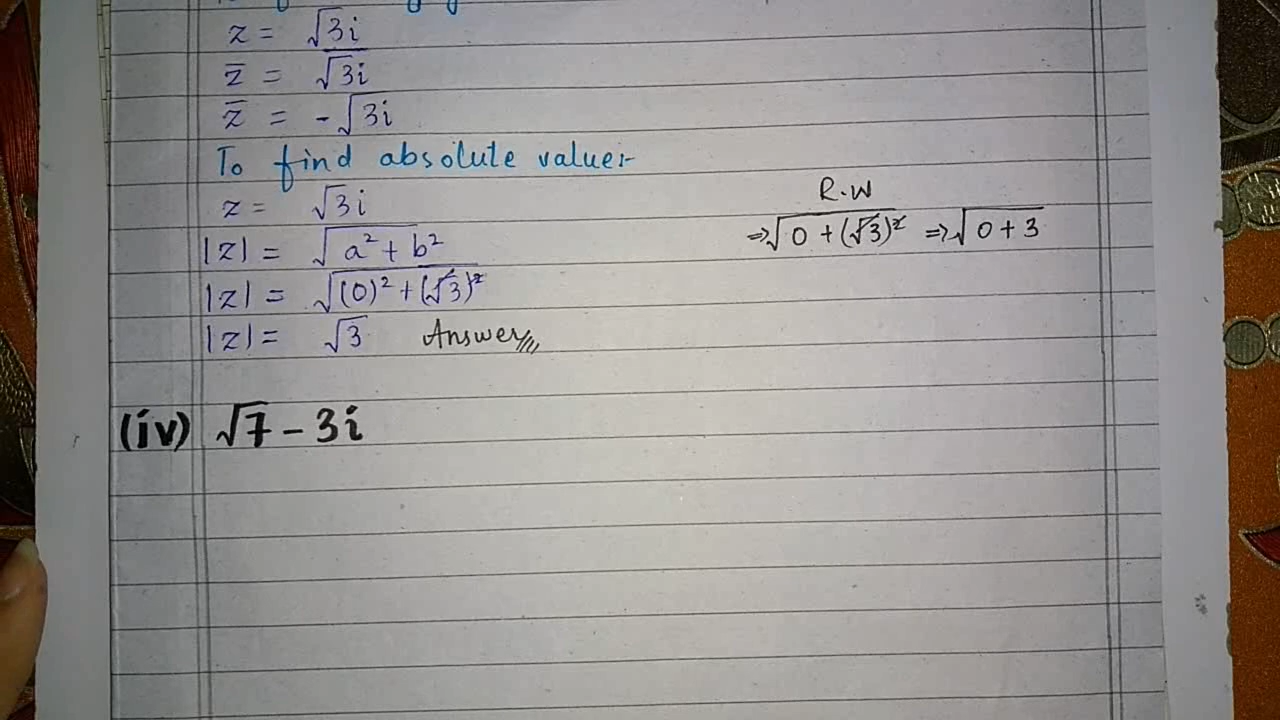 z = √3i
z̄ = √3i
z̄ = -√3i
To find absolute value:-
z = √3i
|z| = √a² + b²
|z| = √(0)² + (√3)²
|z| = √3 Answer
R.W
⇒√0 + (√3)² ⇒√0 + 3
(iv) √7 - 3i